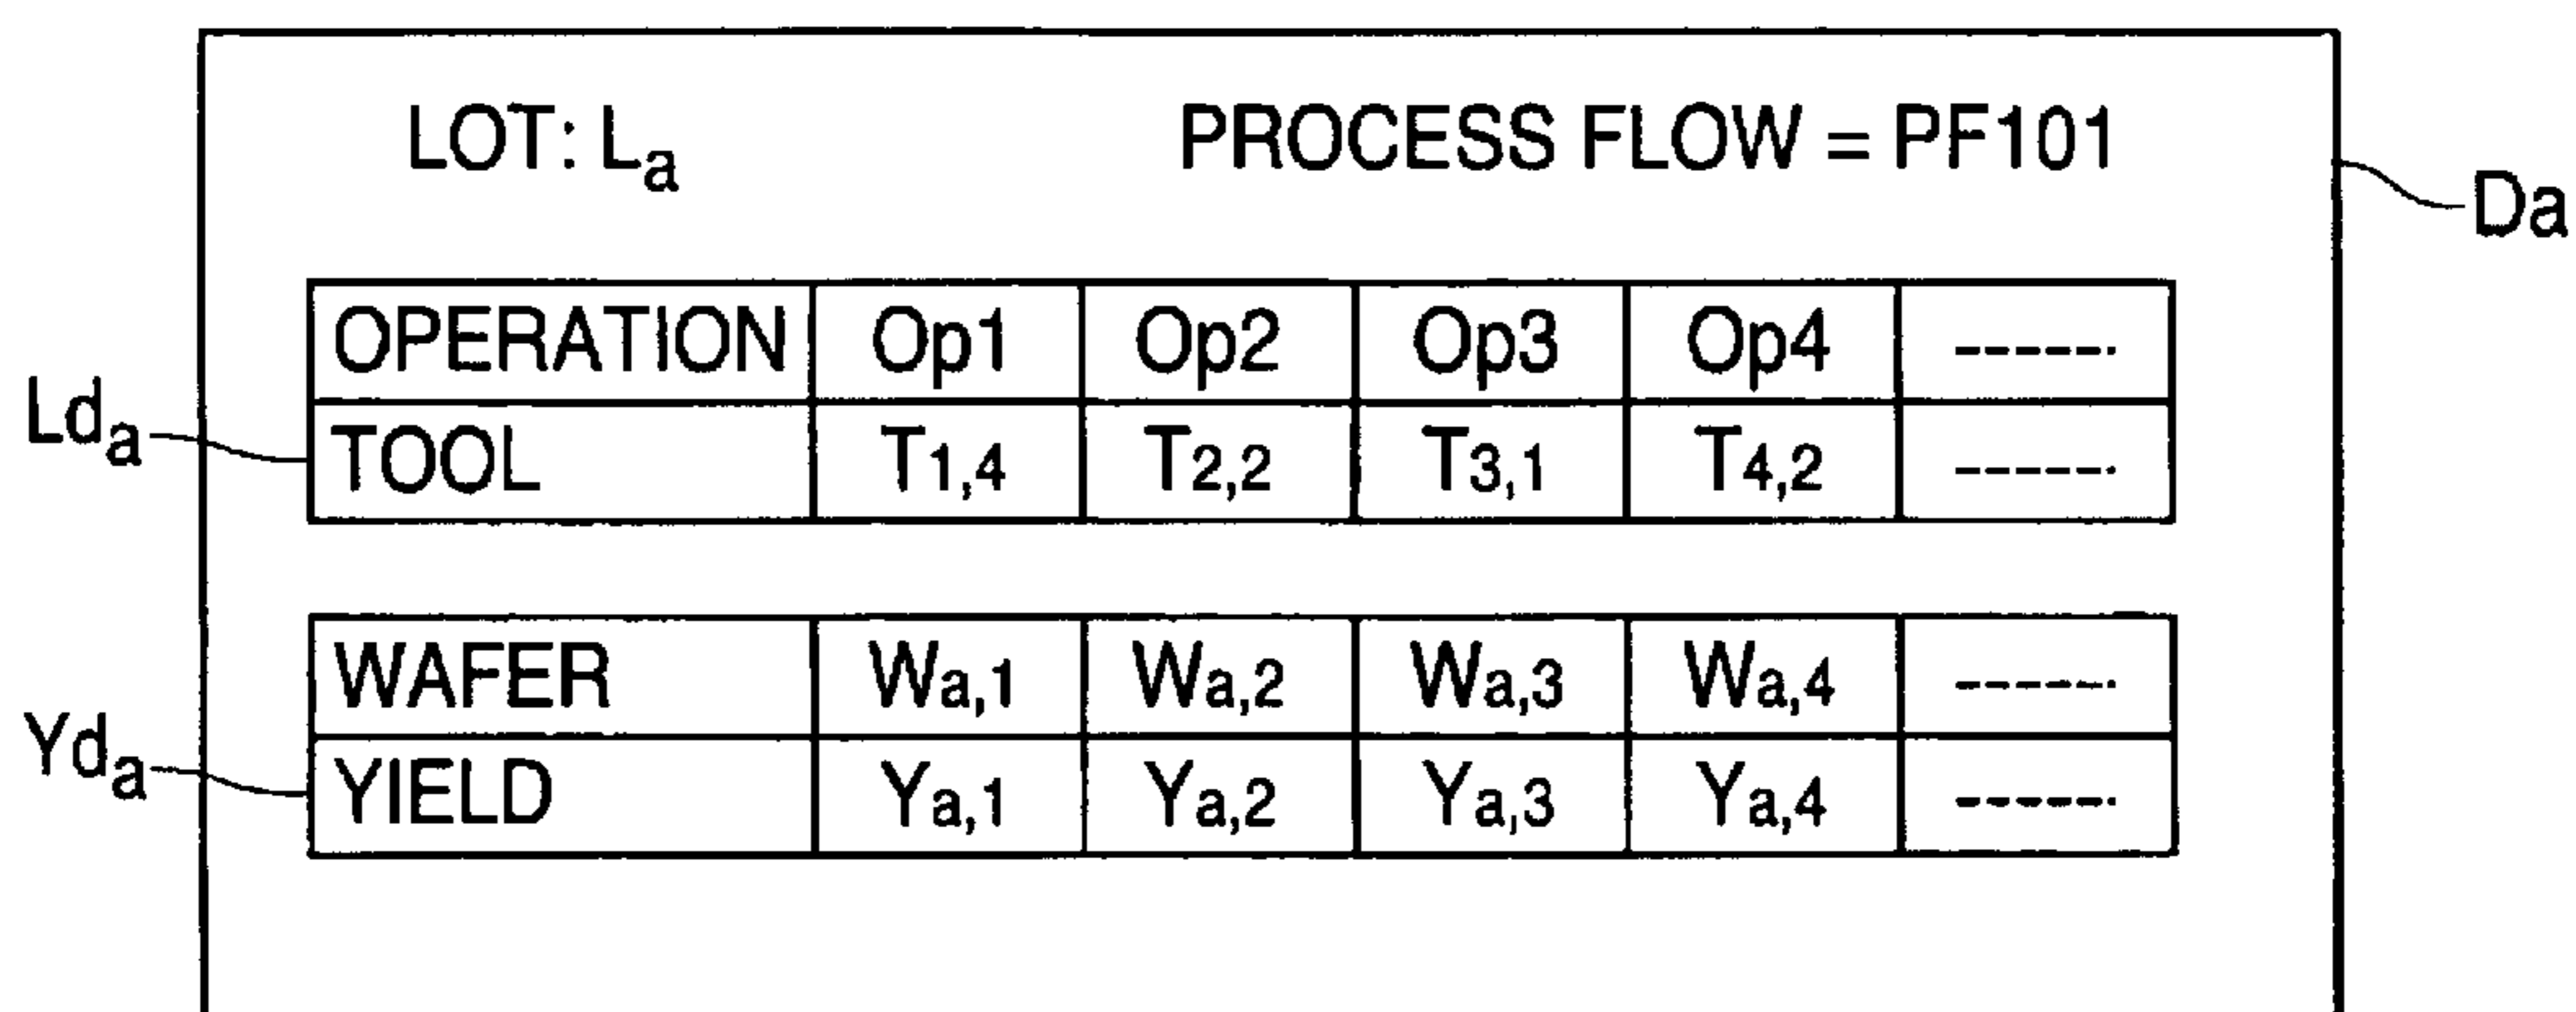 LOT: La PROCESS FLOW = PF101
Da
OPERATION Op1 Op2 Op3 Op4 ------
Lda TOOL T1,4 T2,2 T3,1 T4,2 ------
WAFER Wa,1 Wa,2 Wa,3 Wa,4 ------
Yda YIELD Ya,1 Ya,2 Ya,3 Ya,4 ------